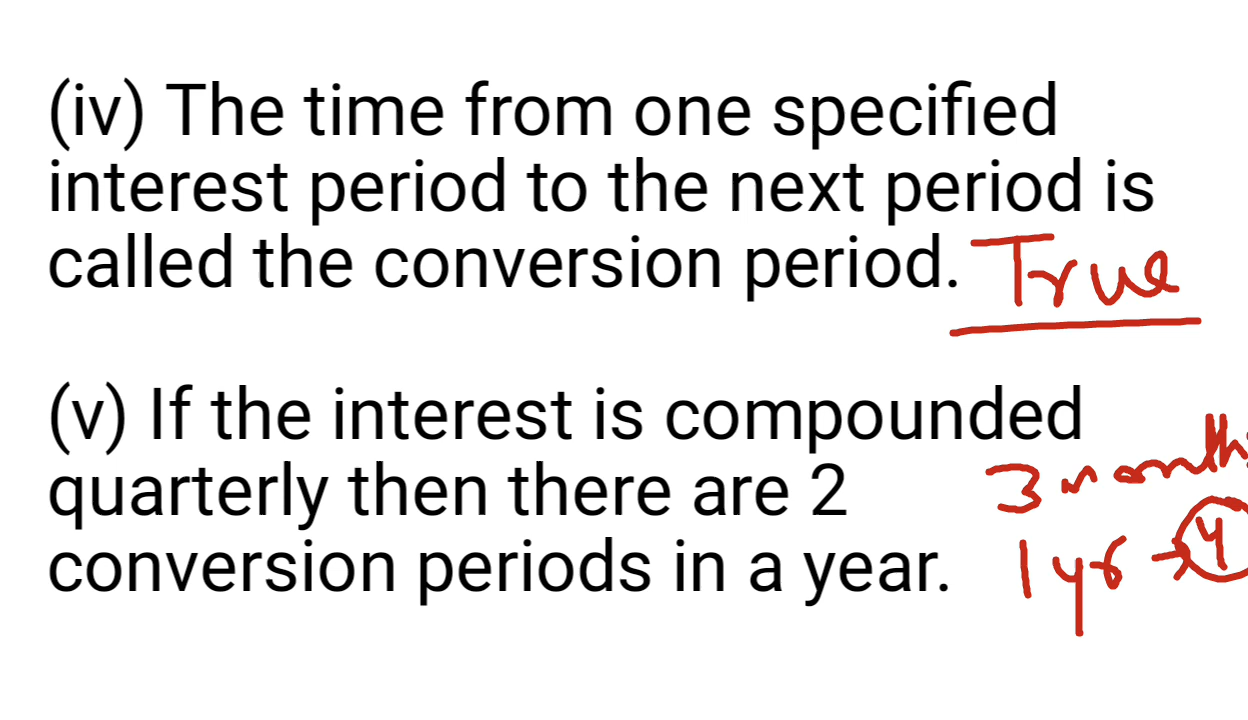 (iv) The time from one specified
interest period to the next period is
called the conversion period. True
(v) If the interest is compounded
quarterly then there are 2 3 months
conversion periods in a year. 1 yr → 4